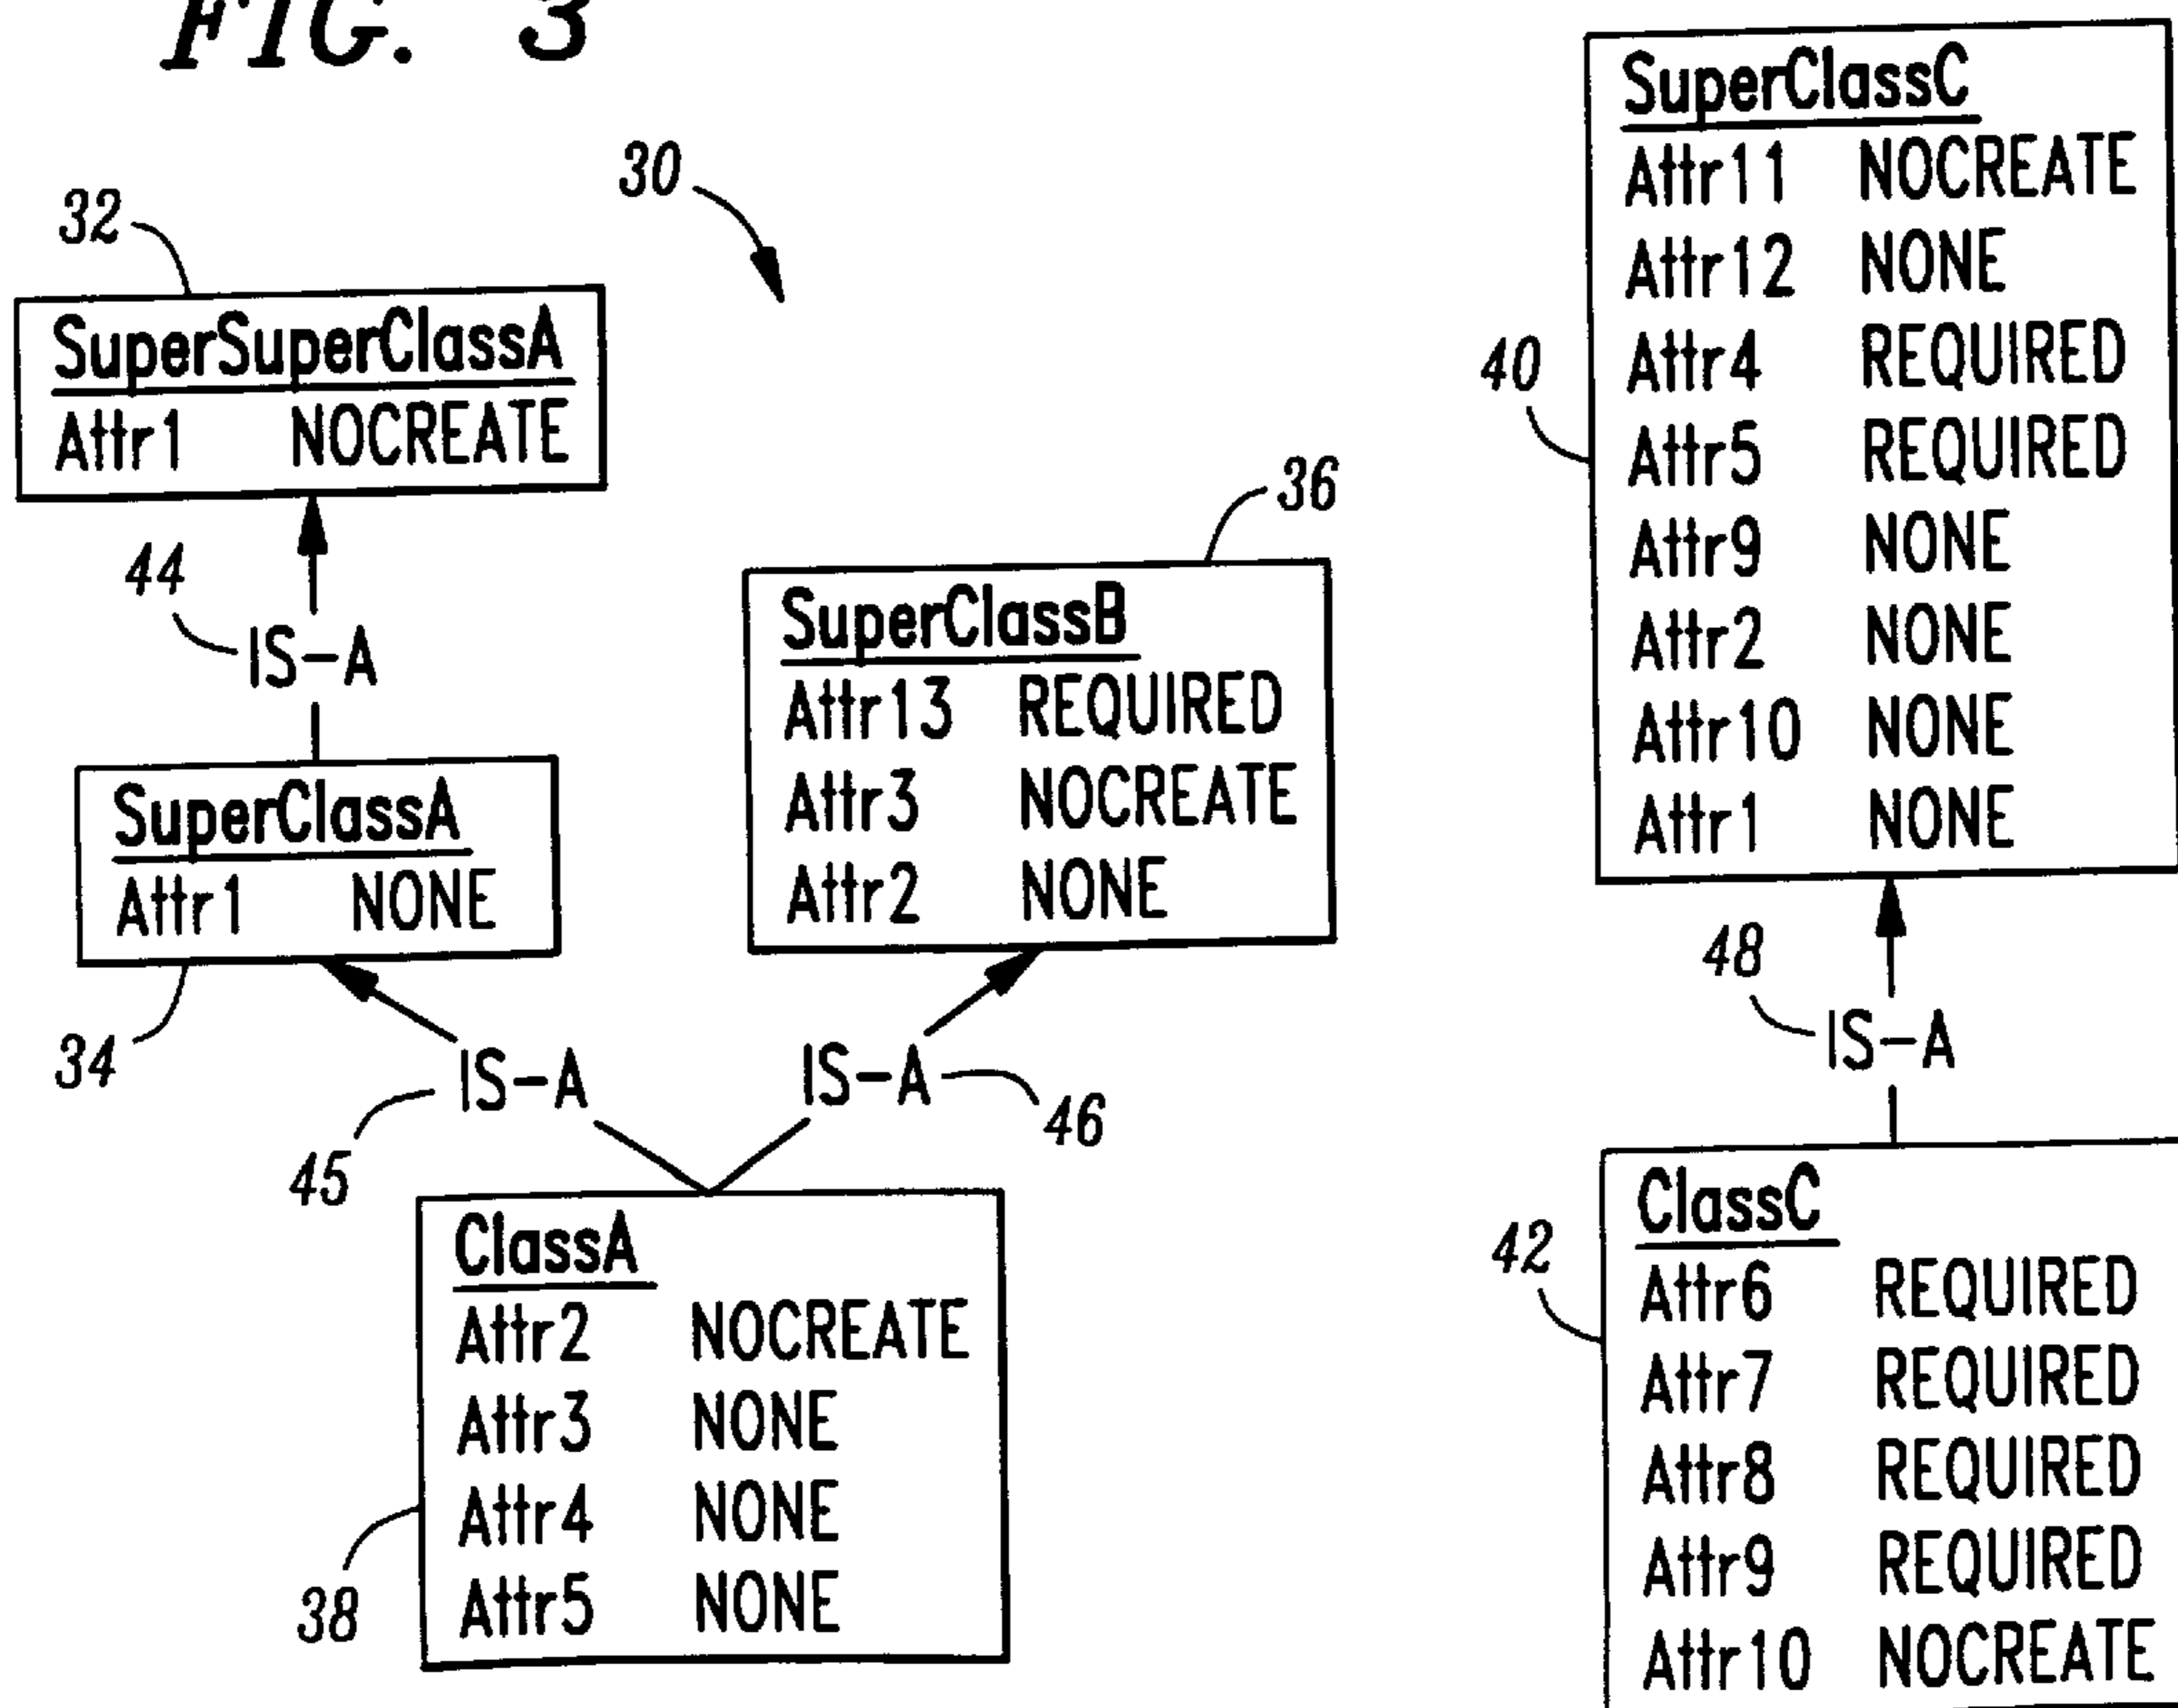 FIG. 3
30
32
SuperSuperClassA
Attr1 NOCREATE
44
IS-A
SuperClassA
Attr1 NONE
34
36
SuperClassB
Attr13 REQUIRED
Attr3 NOCREATE
Attr2 NONE
IS-A
45
IS-A
46
ClassA
Attr2 NOCREATE
Attr3 NONE
Attr4 NONE
Attr5 NONE
38
SuperClassC
Attr11 NOCREATE
Attr12 NONE
Attr4 REQUIRED
Attr5 REQUIRED
Attr9 NONE
Attr2 NONE
Attr10 NONE
Attr1 NONE
40
48
IS-A
ClassC
Attr6 REQUIRED
Attr7 REQUIRED
Attr8 REQUIRED
Attr9 REQUIRED
Attr10 NOCREATE
42